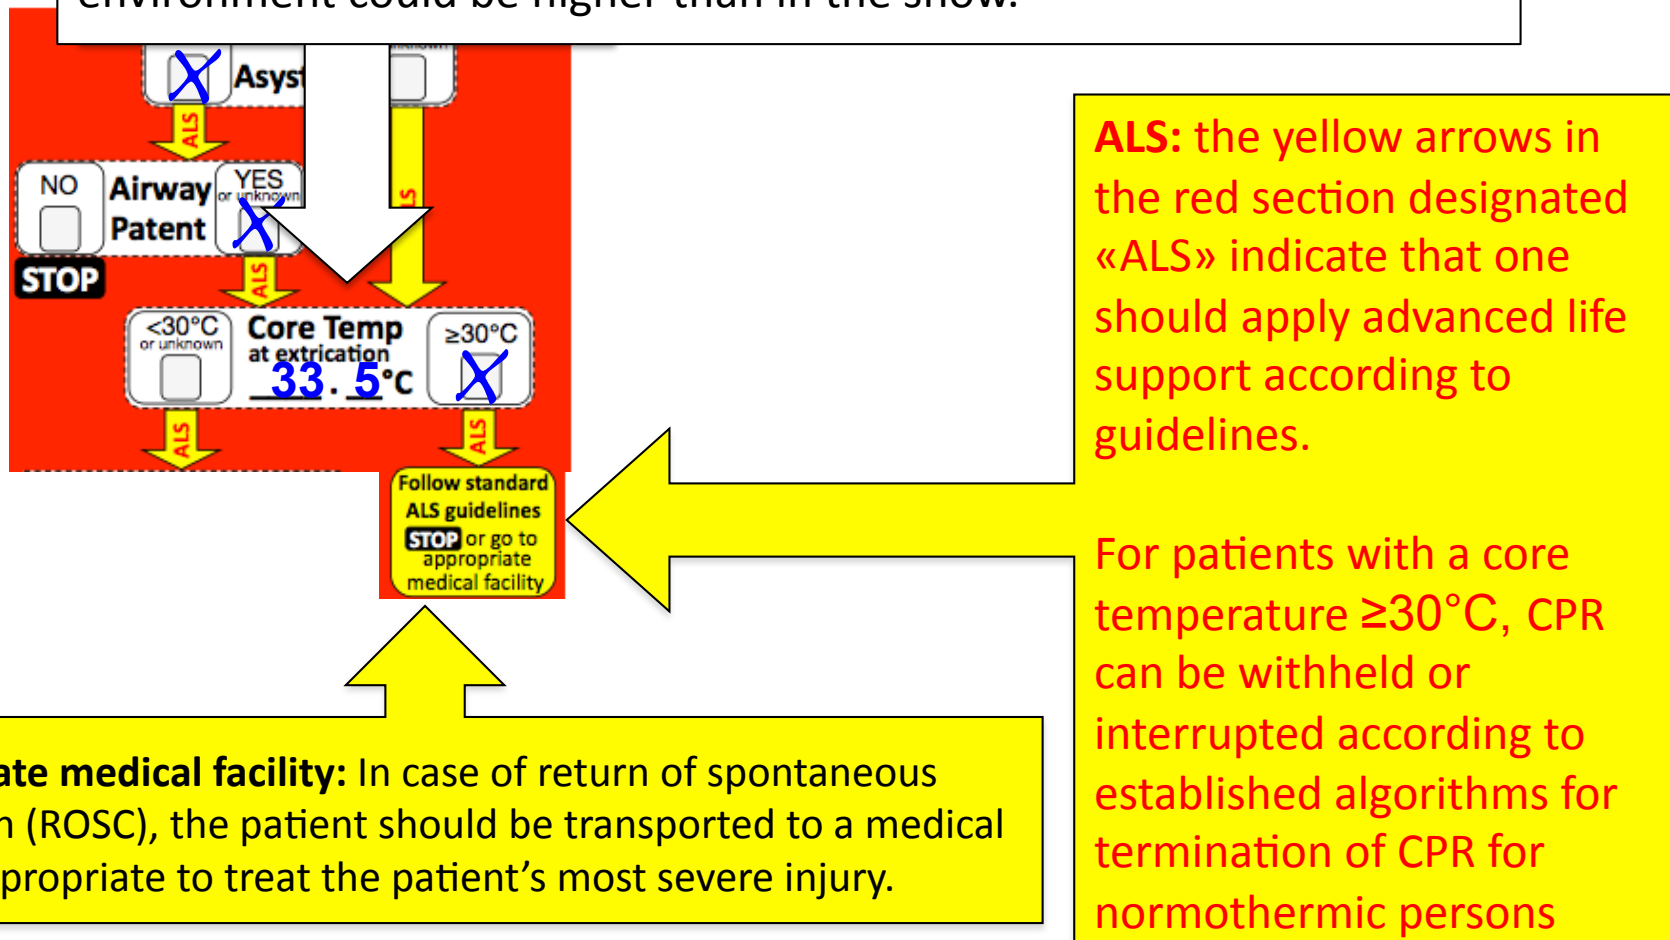 environment could be higher than in the snow.
Asyst
ALS
NO
Airway
Patent
YES
or unknown
STOP
ALS
<30°C
or unknown
Core Temp
at extrication
33. 5°C
≥30°C
ALS
ALS
Follow standard
ALS guidelines
STOP or go to
appropriate
medical facility
ALS: the yellow arrows in
the red section designated
«ALS» indicate that one
should apply advanced life
support according to
guidelines.
For patients with a core
temperature ≥30°C, CPR
can be withheld or
interrupted according to
established algorithms for
termination of CPR for
normothermic persons
ate medical facility: In case of return of spontaneous
n (ROSC), the patient should be transported to a medical
propriate to treat the patient's most severe injury.